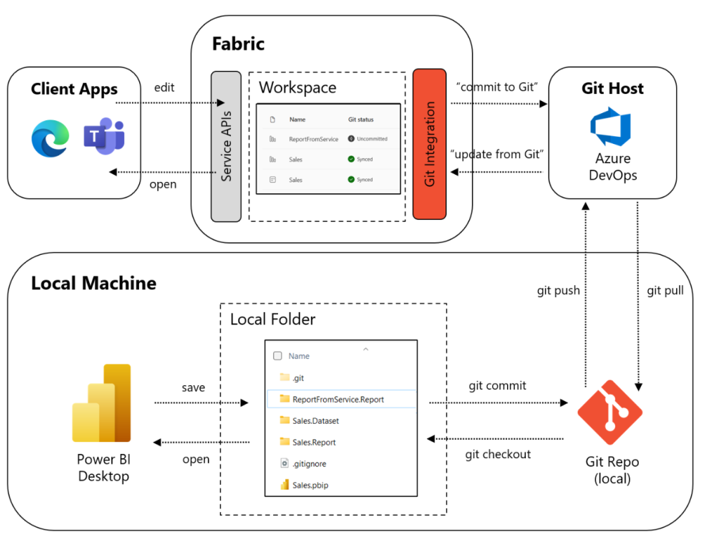 Fabric
Client Apps
edit
open
Service APIs
Workspace
Name Git status
ReportFromService Uncommitted
Sales Synced
Sales Synced
Git Integration
"commit to Git"
"update from Git"
Git Host
Azure
DevOps
git push
git pull
Local Machine
Local Folder
Name
.git
ReportFromService.Report
Sales.Dataset
Sales.Report
.gitignore
Sales.pbip
save
open
Power BI
Desktop
git commit
git checkout
Git Repo
(local)